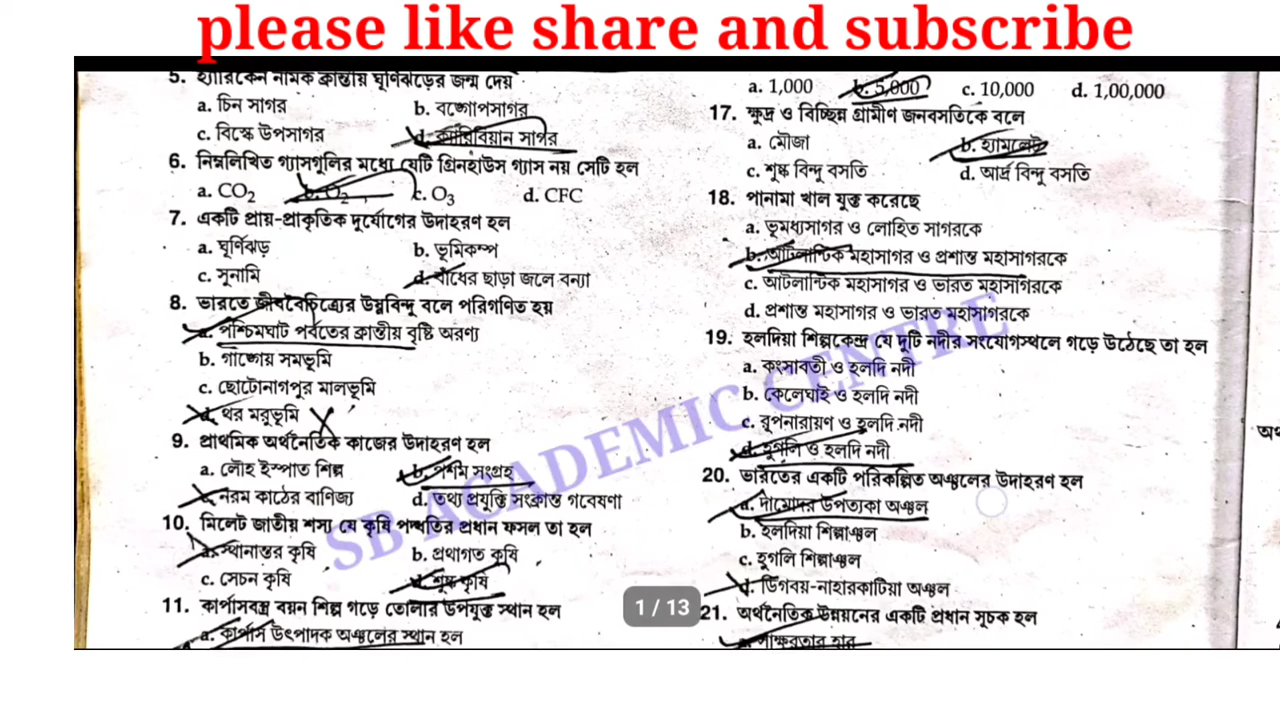 please like share and subscribe
5. হ্যারিকেন নামক ক্রান্তীয় ঘূর্ণিঝড়ের জন্ম দেয়
a. চিন সাগর b. বঙ্গোপসাগর
c. বিস্কে উপসাগর d. ক্যারিবিয়ান সাগর
6. নিম্নলিখিত গ্যাসগুলির মধ্যে যেটি গ্রিনহাউস গ্যাস নয় সেটি হল
a. CO2 b. O2 c. O3 d. CFC
7. একটি প্রায়-প্রাকৃতিক দুর্যোগের উদাহরণ হল
a. ঘূর্ণিঝড় b. ভূমিকম্প
c. সুনামি d. বাঁধের ছাড়া জলে বন্যা
8. ভারতে জীববৈচিত্র্যের উষ্ণবিন্দু বলে পরিগণিত হয়
a. পশ্চিমঘাট পর্বতের ক্রান্তীয় বৃষ্টি অরণ্য
b. গাঙ্গেয় সমভূমি
c. ছোটোনাগপুর মালভূমি
d. থর মরুভূমি
9. প্রাথমিক অর্থনৈতিক কাজের উদাহরণ হল
a. লৌহ ইস্পাত শিল্প b. পশম সংগ্রহ
c. নরম কাঠের বাণিজ্য d. তথ্য প্রযুক্তি সংক্রান্ত গবেষণা
10. মিলেট জাতীয় শস্য যে কৃষি পদ্ধতির প্রধান ফসল তা হল
a. স্থানান্তর কৃষি b. প্রথাগত কৃষি
c. সেচন কৃষি d. শুষ্ক কৃষি
11. কার্পাসবস্ত্র বয়ন শিল্প গড়ে তোলার উপযুক্ত স্থান হল
a. কার্পাস উৎপাদক অঞ্চলের স্থান হল
a. 1,000 b. 5,000 c. 10,000 d. 1,00,000
17. ক্ষুদ্র ও বিচ্ছিন্ন গ্রামীণ জনবসতিকে বলে
a. মৌজা b. হ্যামলেট
c. শুষ্ক বিন্দু বসতি d. আর্দ্র বিন্দু বসতি
18. পানামা খাল যুক্ত করেছে
a. ভূমধ্যসাগর ও লোহিত সাগরকে
b. আটলান্টিক মহাসাগর ও প্রশান্ত মহাসাগরকে
c. আটলান্টিক মহাসাগর ও ভারত মহাসাগরকে
d. প্রশান্ত মহাসাগর ও ভারত মহাসাগরকে
19. হলদিয়া শিল্পকেন্দ্র যে দুটি নদীর সংযোগস্থলে গড়ে উঠেছে তা হল
a. কংসাবতী ও হলদি নদী
b. কেলেঘাই ও হলদি নদী
c. রূপনারায়ণ ও হলদি নদী
d. হুগলি ও হলদি নদী
20. ভারতের একটি পরিকল্পিত অঞ্চলের উদাহরণ হল
a. দামোদর উপত্যকা অঞ্চল
b. হলদিয়া শিল্পাঞ্চল
c. হুগলি শিল্পাঞ্চল
d. ডিগবয়-নাহারকাটিয়া অঞ্চল
21. অর্থনৈতিক উন্নয়নের একটি প্রধান সূচক হল
a. সাক্ষরতার হার
SB ACADEMIC CENTRE
1 / 13